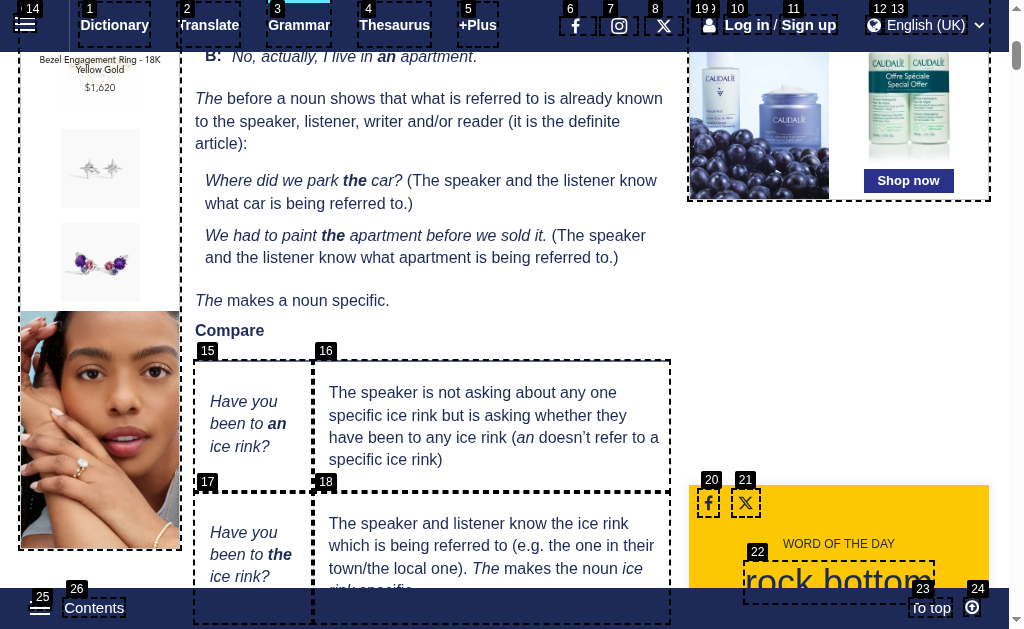 Dictionary
Translate
Grammar
Thesaurus
+Plus
Log in / Sign up
English (UK)
14
1
2
3
4
5
6
7
8
19
10
11
12
13
Bezel Engagement Ring - 18K
Yellow Gold
$1,620
B: No, actually, I live in an apartment.
The before a noun shows that what is referred to is already known
to the speaker, listener, writer and/or reader (it is the definite
article):
Where did we park the car? (The speaker and the listener know
what car is being referred to.)
We had to paint the apartment before we sold it. (The speaker
and the listener know what apartment is being referred to.)
The makes a noun specific.
Compare
15
16
Have you
been to an
ice rink?
The speaker is not asking about any one
specific ice rink but is asking whether they
have been to any ice rink (an doesn’t refer to a
specific ice rink)
17
18
Have you
been to the
ice rink?
The speaker and listener know the ice rink
which is being referred to (e.g. the one in their
town/the local one). The makes the noun ice
rink specific.
CAUDALÍE
CAUDALÍE
CAUDALÍE
CAUDALÍE
Offre Spéciale
Special Offer
Shop now
20
21
WORD OF THE DAY
22
rock bottom
25
26
Contents
23
24
To top